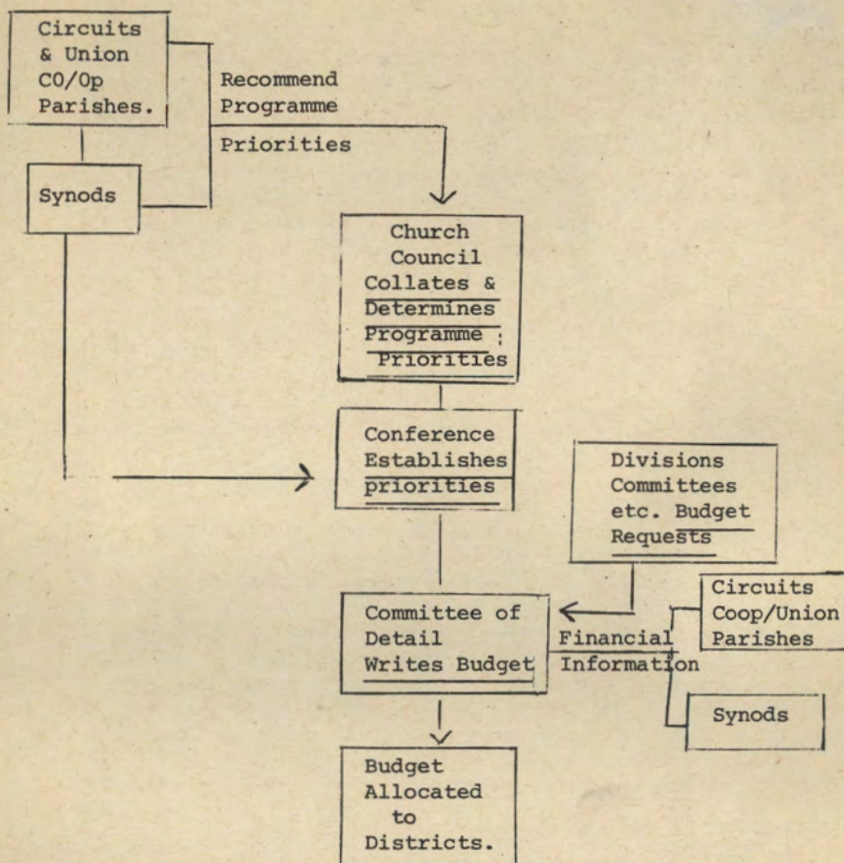 Circuits
& Union
CO/Op
Parishes.
Recommend
Programme
Priorities
Synods
Church
Council
Collates &
Determines
Programme :
Priorities
Conference
Establishes
priorities
Divisions
Committees
etc. Budget
Requests
Circuits
Coop/Union
Parishes
Committee of
Detail
Writes Budget
Financial
Information
Synods
Budget
Allocated
to
Districts.